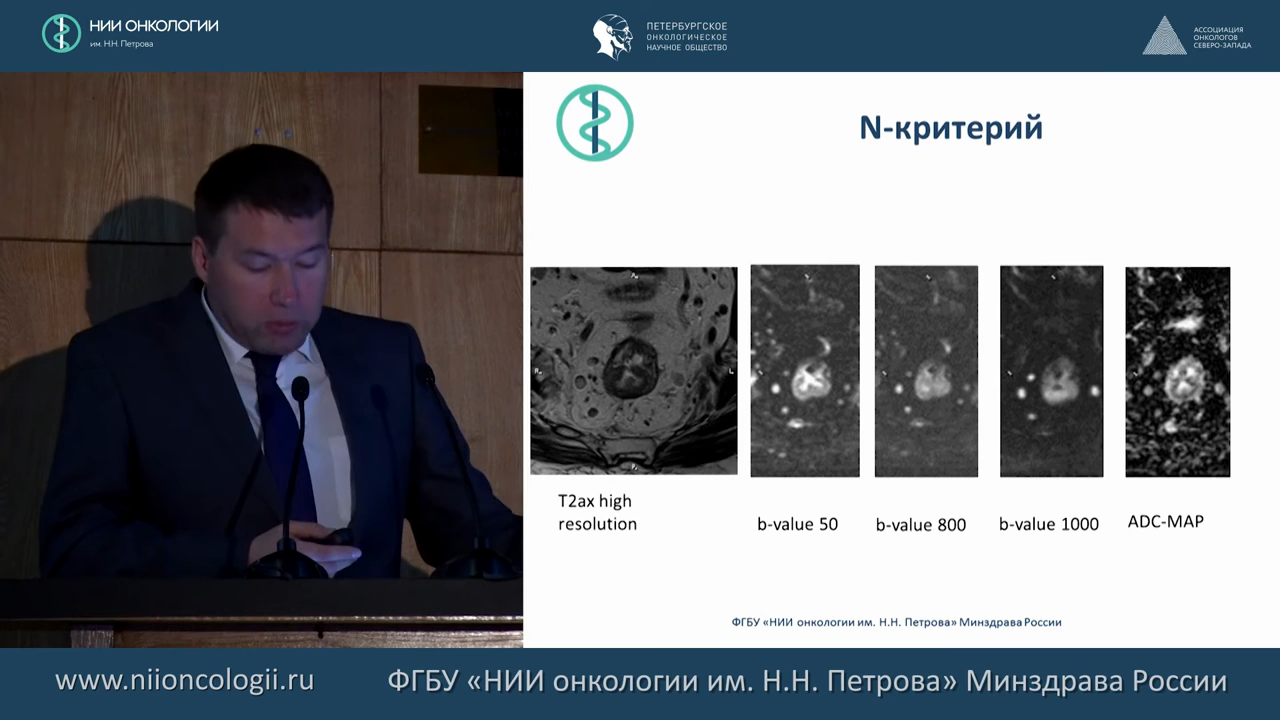 НИИ ОНКОЛОГИИ
им. Н.Н. Петрова
ПЕТЕРБУРГСКОЕ
ОНКОЛОГИЧЕСКОЕ
НАУЧНОЕ ОБЩЕСТВО
АССОЦИАЦИЯ
ОНКОЛОГОВ
СЕВЕРО-ЗАПАДА
N-критерий
T2ax high
resolution
b-value 50
b-value 800
b-value 1000
ADC-MAP
ФГБУ «НИИ онкологии им. Н.Н. Петрова» Минздрава России
www.niioncologii.ru
ФГБУ «НИИ онкологии им. Н.Н. Петрова» Минздрава России